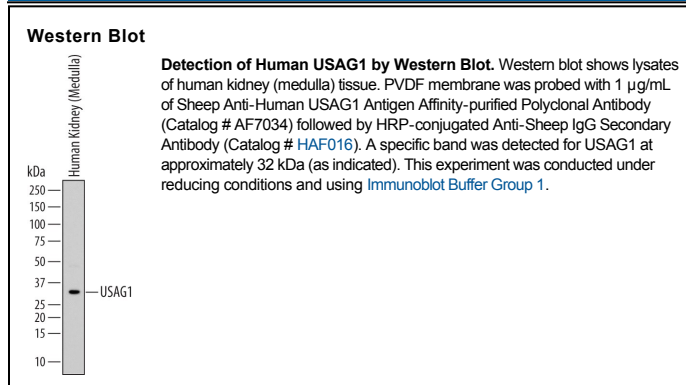 Western Blot
Human Kidney (Medulla)
Detection of Human USAG1 by Western Blot. Western blot shows lysates
of human kidney (medulla) tissue. PVDF membrane was probed with 1 µg/mL
of Sheep Anti-Human USAG1 Antigen Affinity-purified Polyclonal Antibody
(Catalog # AF7034) followed by HRP-conjugated Anti-Sheep IgG Secondary
Antibody (Catalog # HAF016). A specific band was detected for USAG1 at
approximately 32 kDa (as indicated). This experiment was conducted under
reducing conditions and using Immunoblot Buffer Group 1.
kDa
250
150
100
75
50
37
USAG1
25
20
15
10